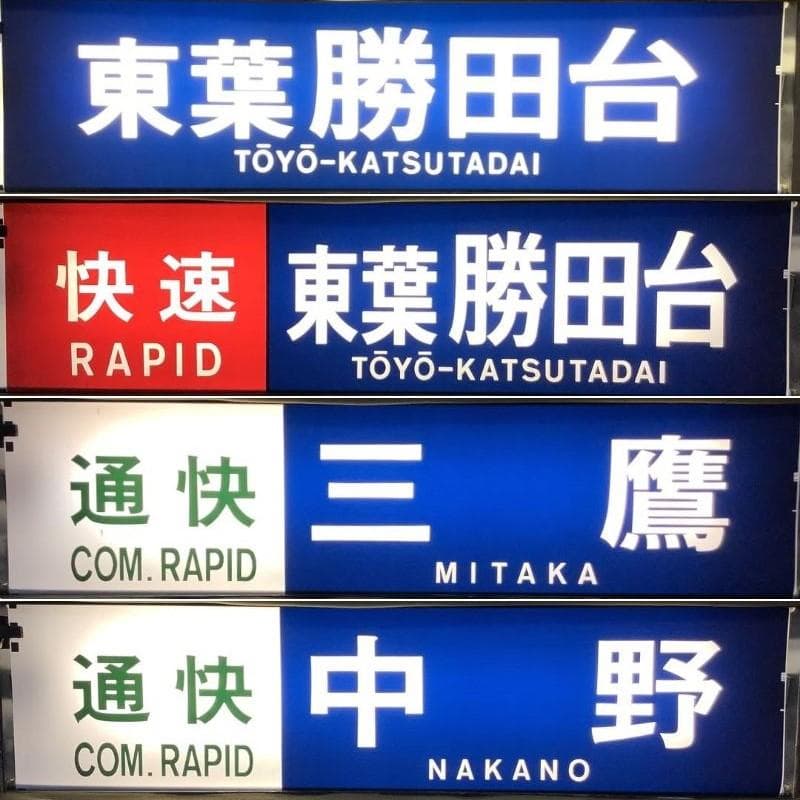 東葉勝田台
TŌYŌ-KATSUTADAI
快速 東葉勝田台
RAPID TŌYŌ-KATSUTADAI
通快 三鷹
COM. RAPID MITAKA
通快 中野
COM. RAPID NAKANO